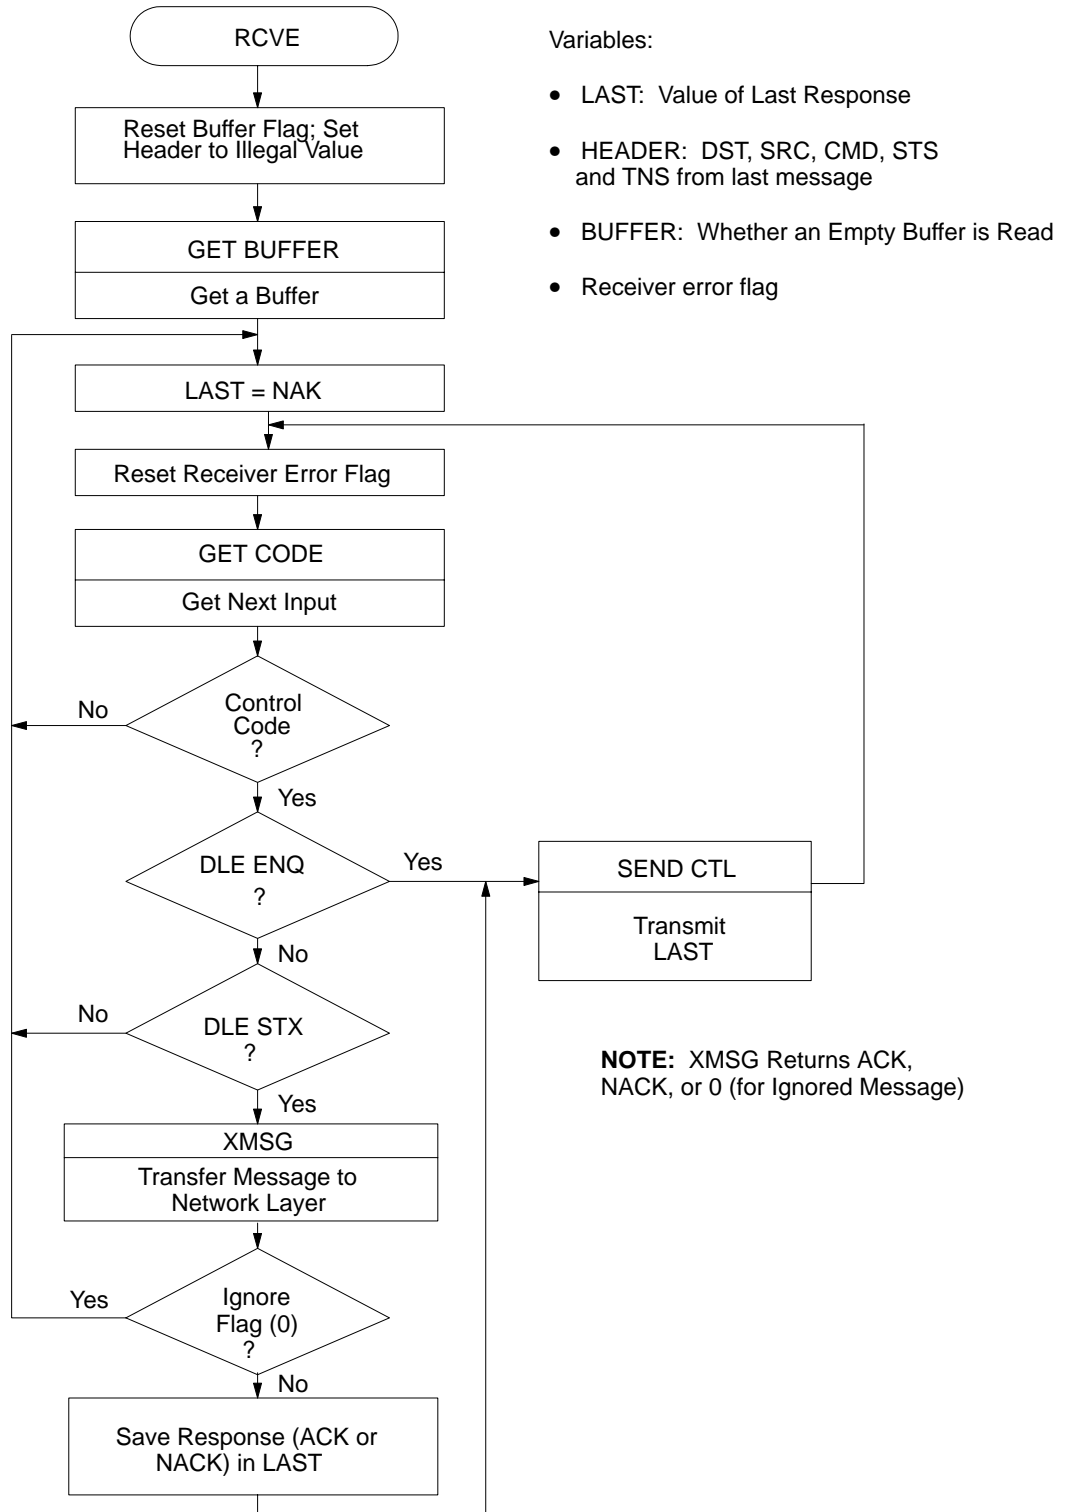 RCVE
Reset Buffer Flag; Set
Header to Illegal Value
GET BUFFER
Get a Buffer
LAST = NAK
Reset Receiver Error Flag
GET CODE
Get Next Input
Control
Code
?
No
Yes
DLE ENQ
?
Yes
No
SEND CTL
Transmit
LAST
DLE STX
?
No
Yes
XMSG
Transfer Message to
Network Layer
Ignore
Flag (0)
?
Yes
No
Save Response (ACK or
NACK) in LAST
Variables:
• LAST: Value of Last Response
• HEADER: DST, SRC, CMD, STS
and TNS from last message
• BUFFER: Whether an Empty Buffer is Read
• Receiver error flag
NOTE: XMSG Returns ACK,
NACK, or 0 (for Ignored Message)